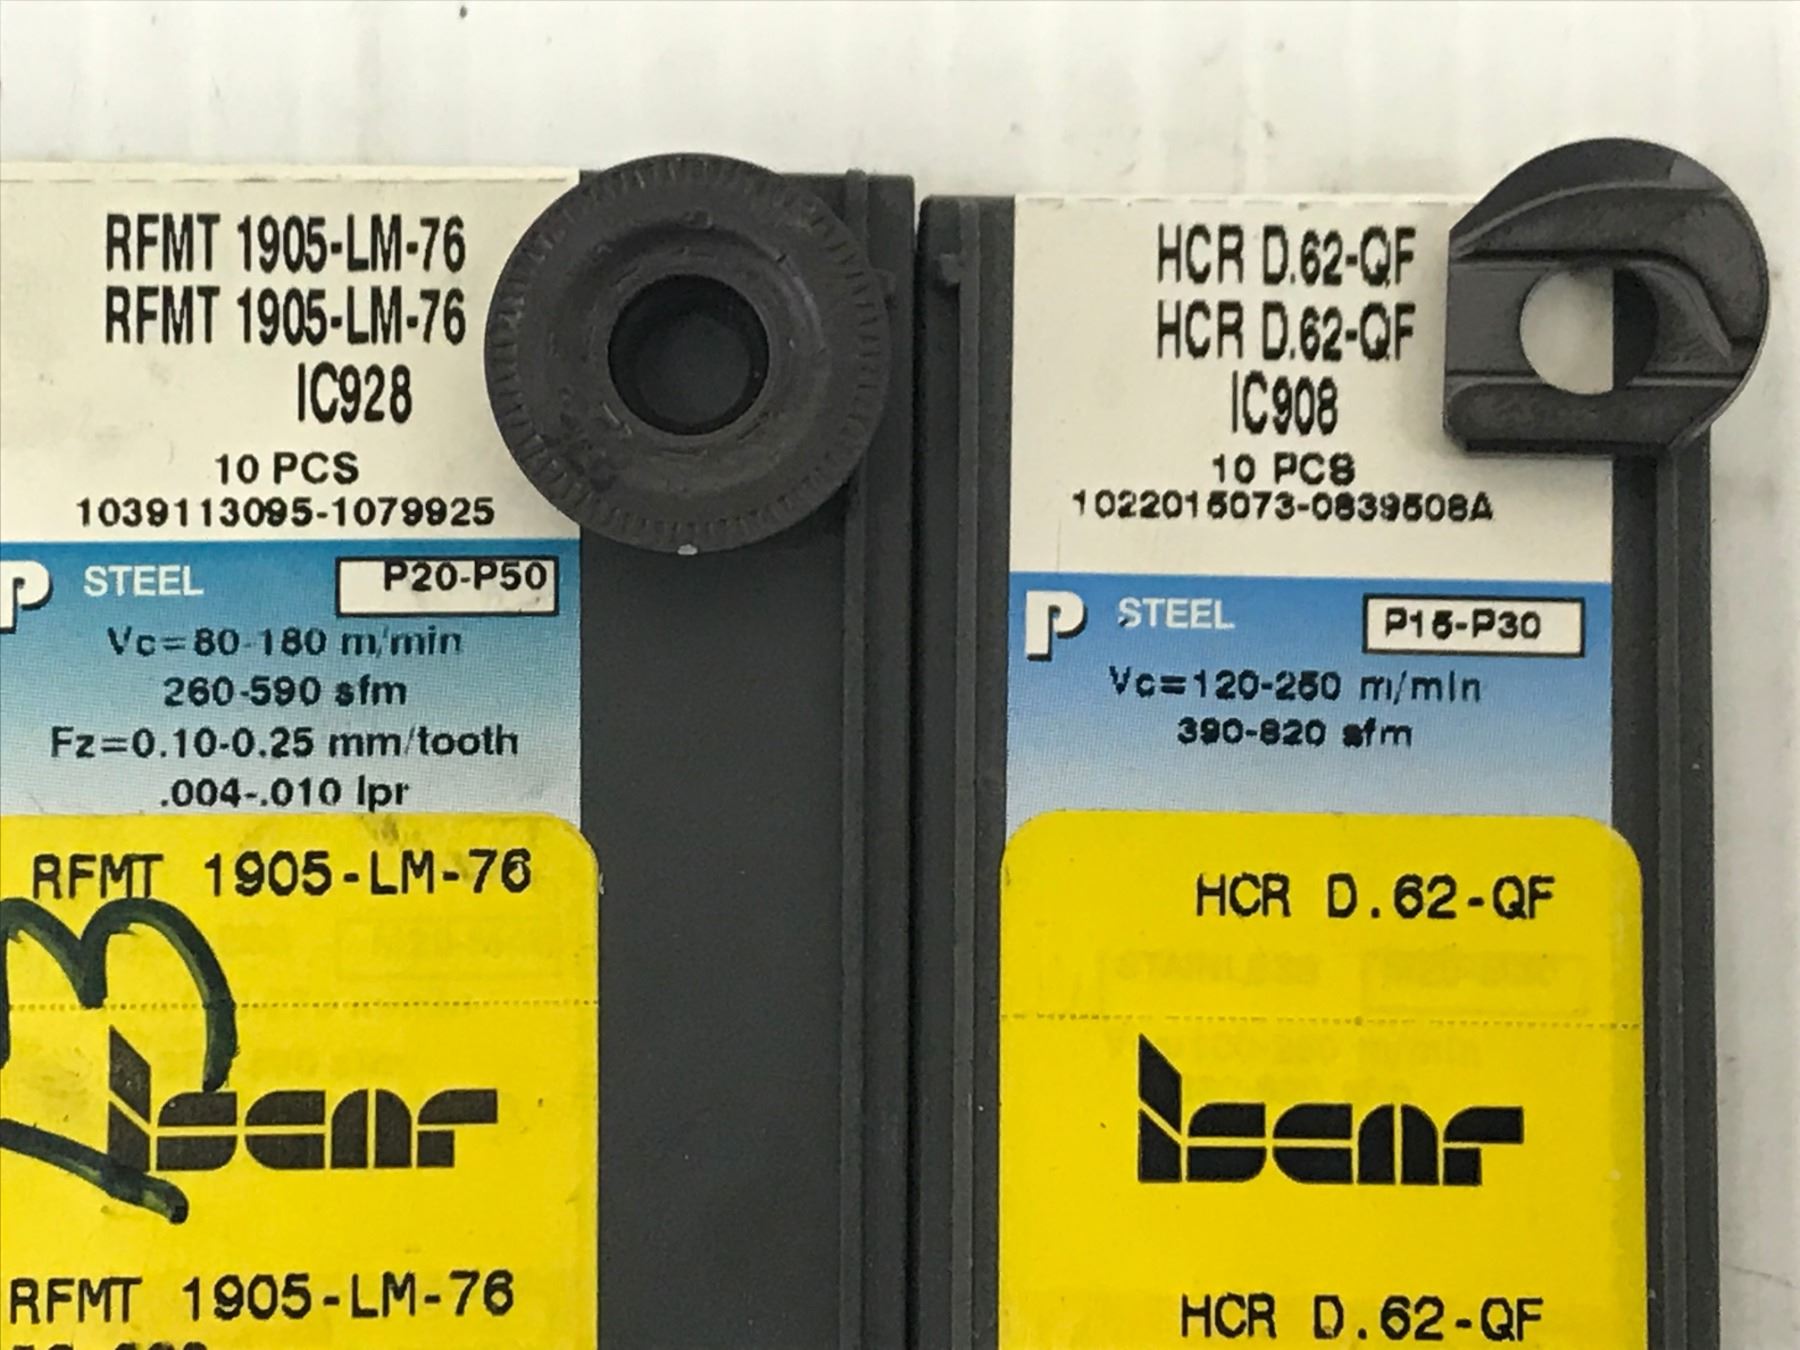 RFMT 1905-LM-76
RFMT 1905-LM-76
IC928
10 PCS
1039113095-1079925
P STEEL P20-P50
Vc=80-180 m/min
260-590 sfm
Fz=0.10-0.25 mm/tooth
.004-.010 Ipr
RFMT 1905-LM-76
iscar
RFMT 1905-LM-76
HCR D.62-QF
HCR D.62-QF
IC908
10 PCS
1022015073-0839508A
P STEEL P15-P30
Vc=120-250 m/min
390-820 sfm
HCR D.62-QF
iscar
HCR D.62-QF